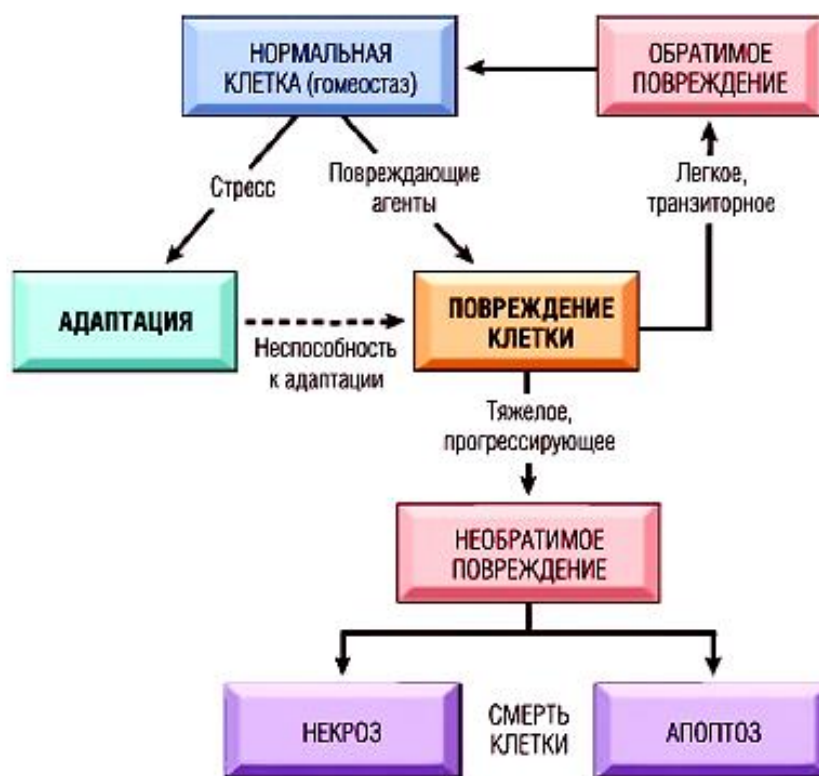 НОРМАЛЬНАЯ
КЛЕТКА (гомеостаз)
ОБРАТИМОЕ
ПОВРЕЖДЕНИЕ
Стресс
Повреждающие
агенты
Легкое,
транзиторное
АДАПТАЦИЯ
Неспособность
к адаптации
ПОВРЕЖДЕНИЕ
КЛЕТКИ
Тяжелое,
прогрессирующее
НЕОБРАТИМОЕ
ПОВРЕЖДЕНИЕ
НЕКРОЗ
СМЕРТЬ
КЛЕТКИ
АПОПТОЗ